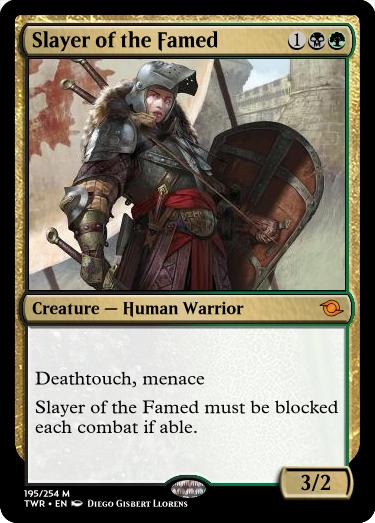 Slayer of the Famed 1
Creature — Human Warrior
Deathtouch, menace
Slayer of the Famed must be blocked
each combat if able.
3/2
195/254 M
TWR • EN Diego Gisbert Llorens